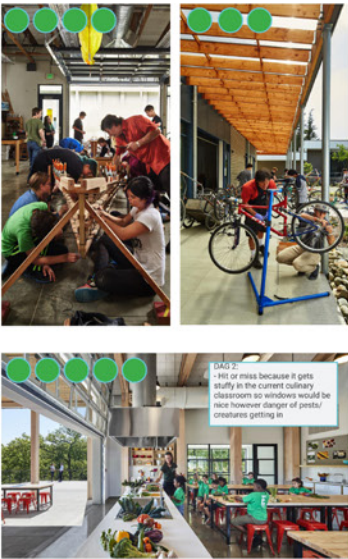 DAG 2:
- Hit or miss because it gets
stuffy in the current culinary
classroom so windows would be
nice however danger of pests/
creatures getting in